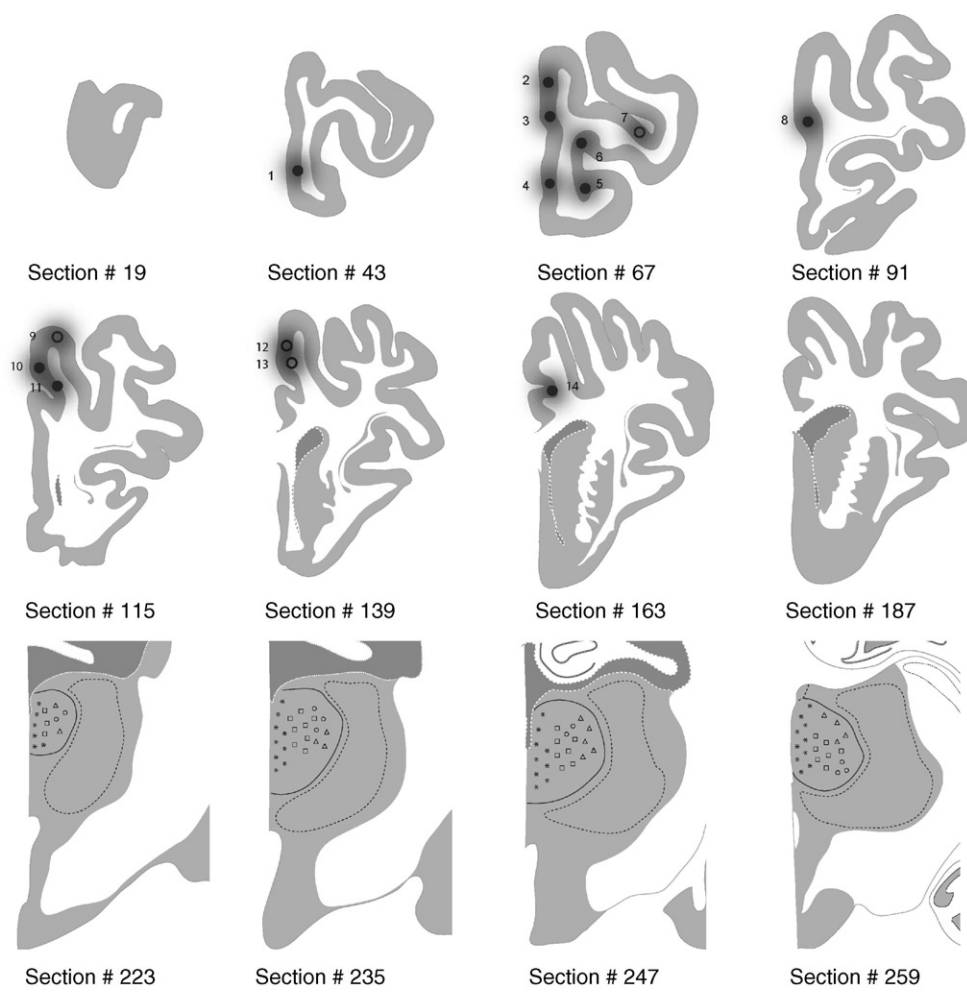 2
3
4
5
6
7
8
1
Section # 19
Section # 43
Section # 67
Section # 91
9
10
11
12
13
14
Section # 115
Section # 139
Section # 163
Section # 187
Section # 223
Section # 235
Section # 247
Section # 259